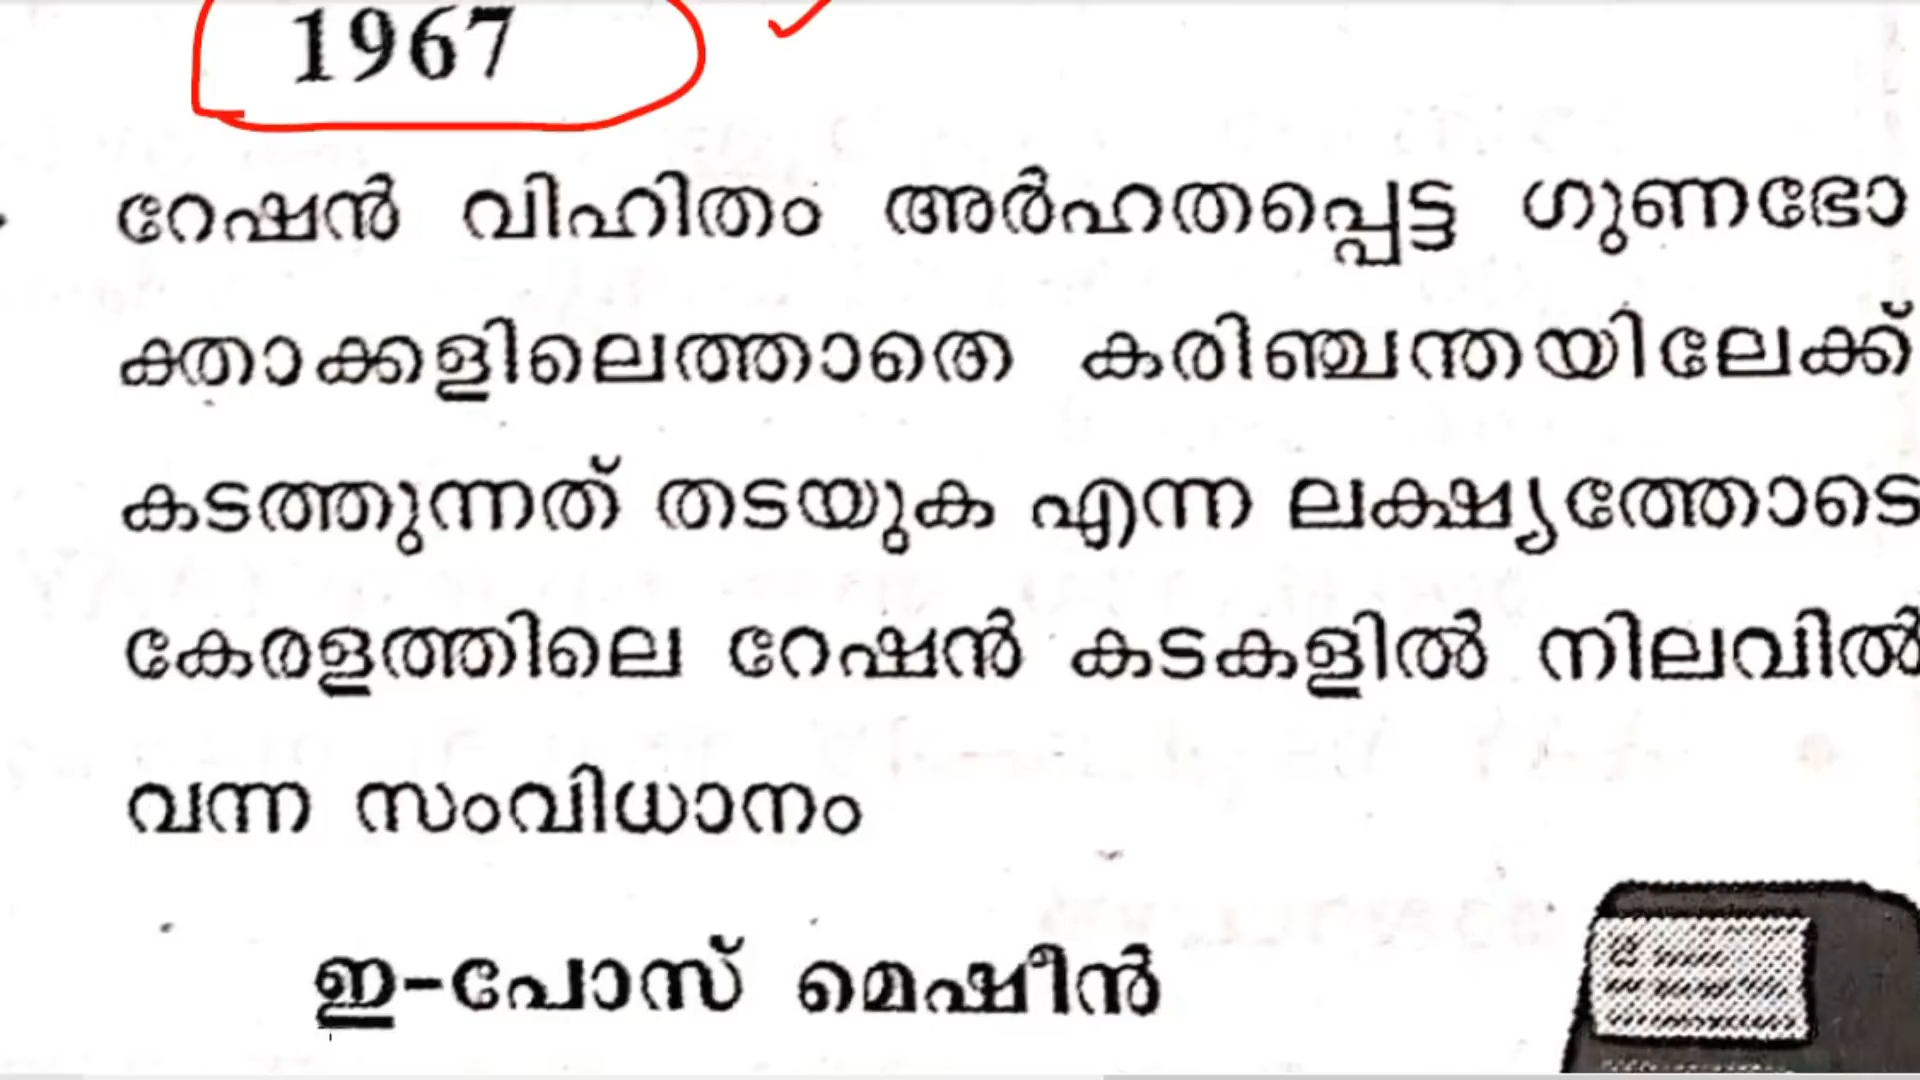 1967
റേഷൻ വിഹിതം അർഹതപ്പെട്ട ഗുണഭോ
ക്താക്കളിലെത്താതെ കരിഞ്ചന്തയിലേക്ക്
കടത്തുന്നത് തടയുക എന്ന ലക്ഷ്യത്തോടെ
കേരളത്തിലെ റേഷൻ കടകളിൽ നിലവിൽ
വന്ന സംവിധാനം
ഇ-പോസ് മെഷീൻ